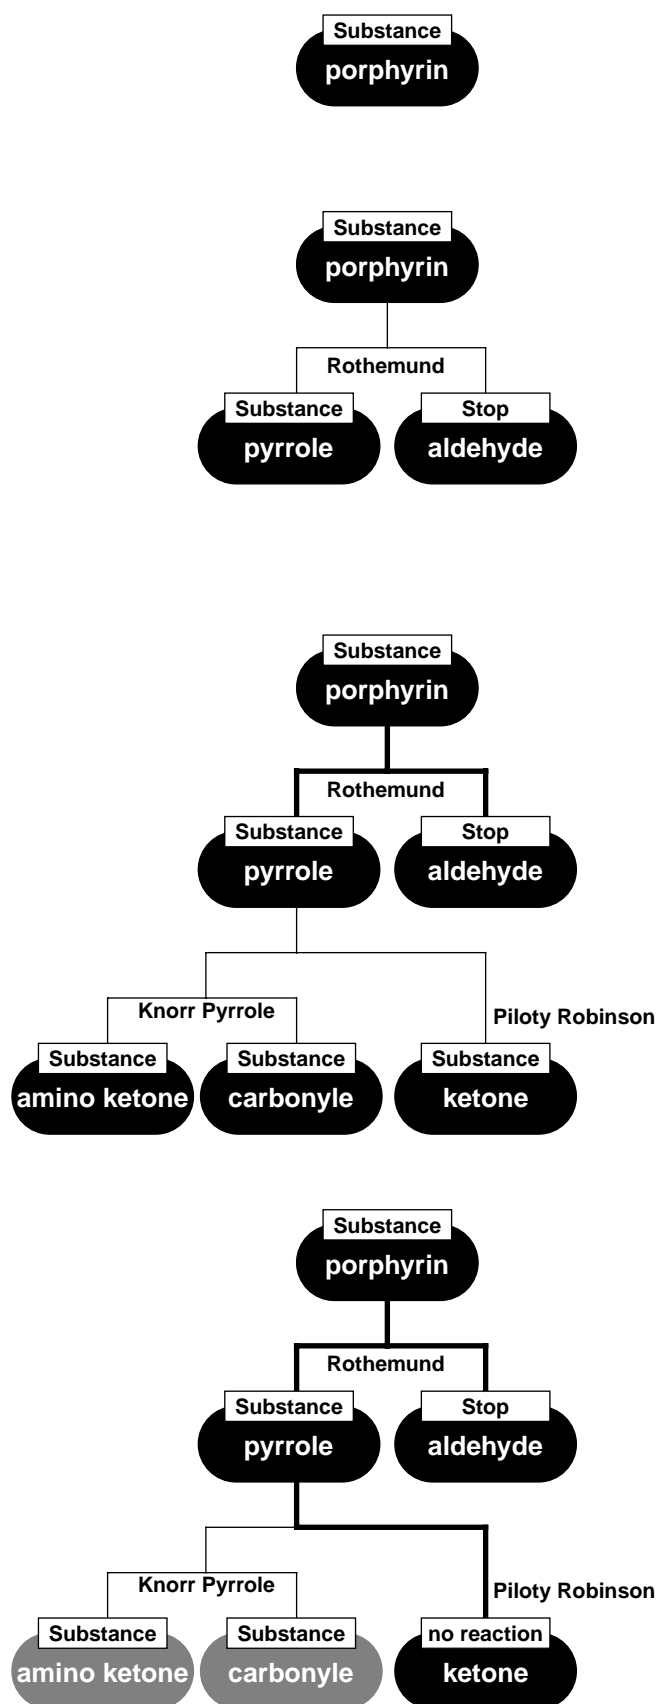 Substance
porphyrin
Substance
porphyrin
Rothemund
Substance Stop
pyrrole aldehyde
Substance
porphyrin
Rothemund
Substance Stop
pyrrole aldehyde
Knorr Pyrrole Piloty Robinson
Substance Substance Substance
amino ketone carbonyle ketone
Substance
porphyrin
Rothemund
Substance Stop
pyrrole aldehyde
Knorr Pyrrole Piloty Robinson
Substance Substance no reaction
amino ketone carbonyle ketone